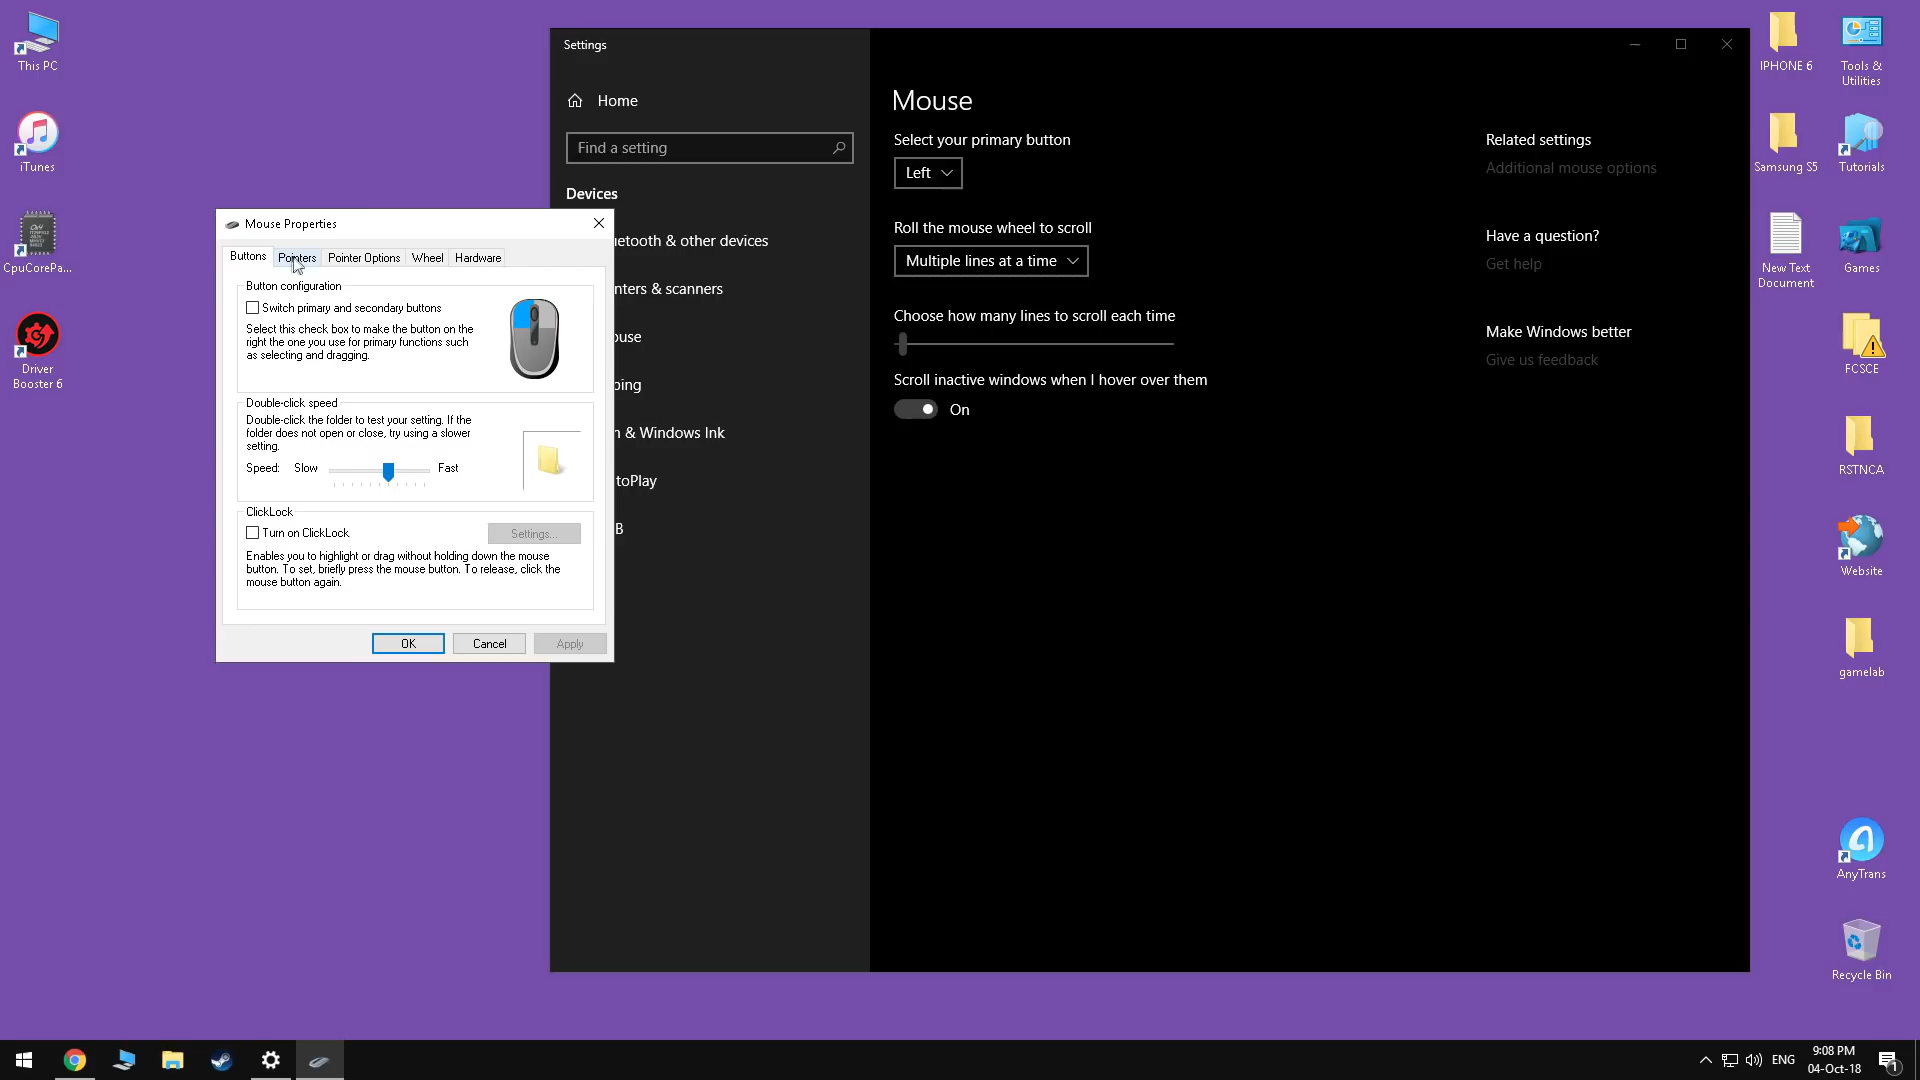 This PC
iTunes
CpuCorePa...
Driver
Booster 6
Settings
Home
Find a setting
Devices
uetooth & other devices
nters & scanners
ouse
ping
n & Windows Ink
toPlay
B
Mouse Properties
Buttons Pointers Pointer Options Wheel Hardware
Button configuration
Switch primary and secondary buttons
Select this check box to make the button on the
right the one you use for primary functions such
as selecting and dragging.
Double-click speed
Double-click the folder to test your setting. If the
folder does not open or close, try using a slower
setting.
Speed: Slow Fast
ClickLock
Turn on ClickLock
Settings...
Enables you to highlight or drag without holding down the mouse
button. To set, briefly press the mouse button. To release, click the
mouse button again.
OK Cancel Apply
Mouse
Select your primary button
Left
Roll the mouse wheel to scroll
Multiple lines at a time
Choose how many lines to scroll each time
Scroll inactive windows when I hover over them
On
Related settings
Additional mouse options
Have a question?
Get help
Make Windows better
Give us feedback
IPHONE 6
Samsung S5
New Text
Document
Tools &
Utilities
Tutorials
Games
FCSCE
RSTNCA
Website
gamelab
AnyTrans
Recycle Bin
ENG
9:08 PM
04-Oct-18
1